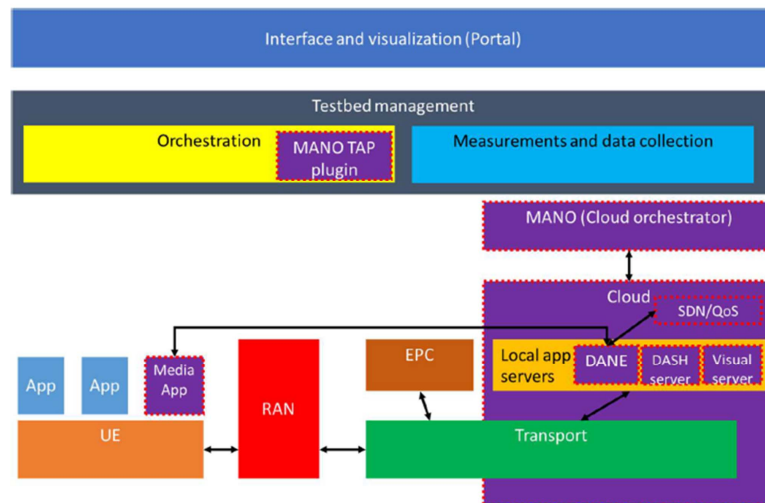 Interface and visualization (Portal)
Testbed management
Orchestration
MANO TAP
plugin
Measurements and data collection
MANO (Cloud orchestrator)
Cloud
SDN/QoS
Local app
servers
DANE
DASH
server
Visual
server
EPC
RAN
App
App
Media
App
UE
Transport